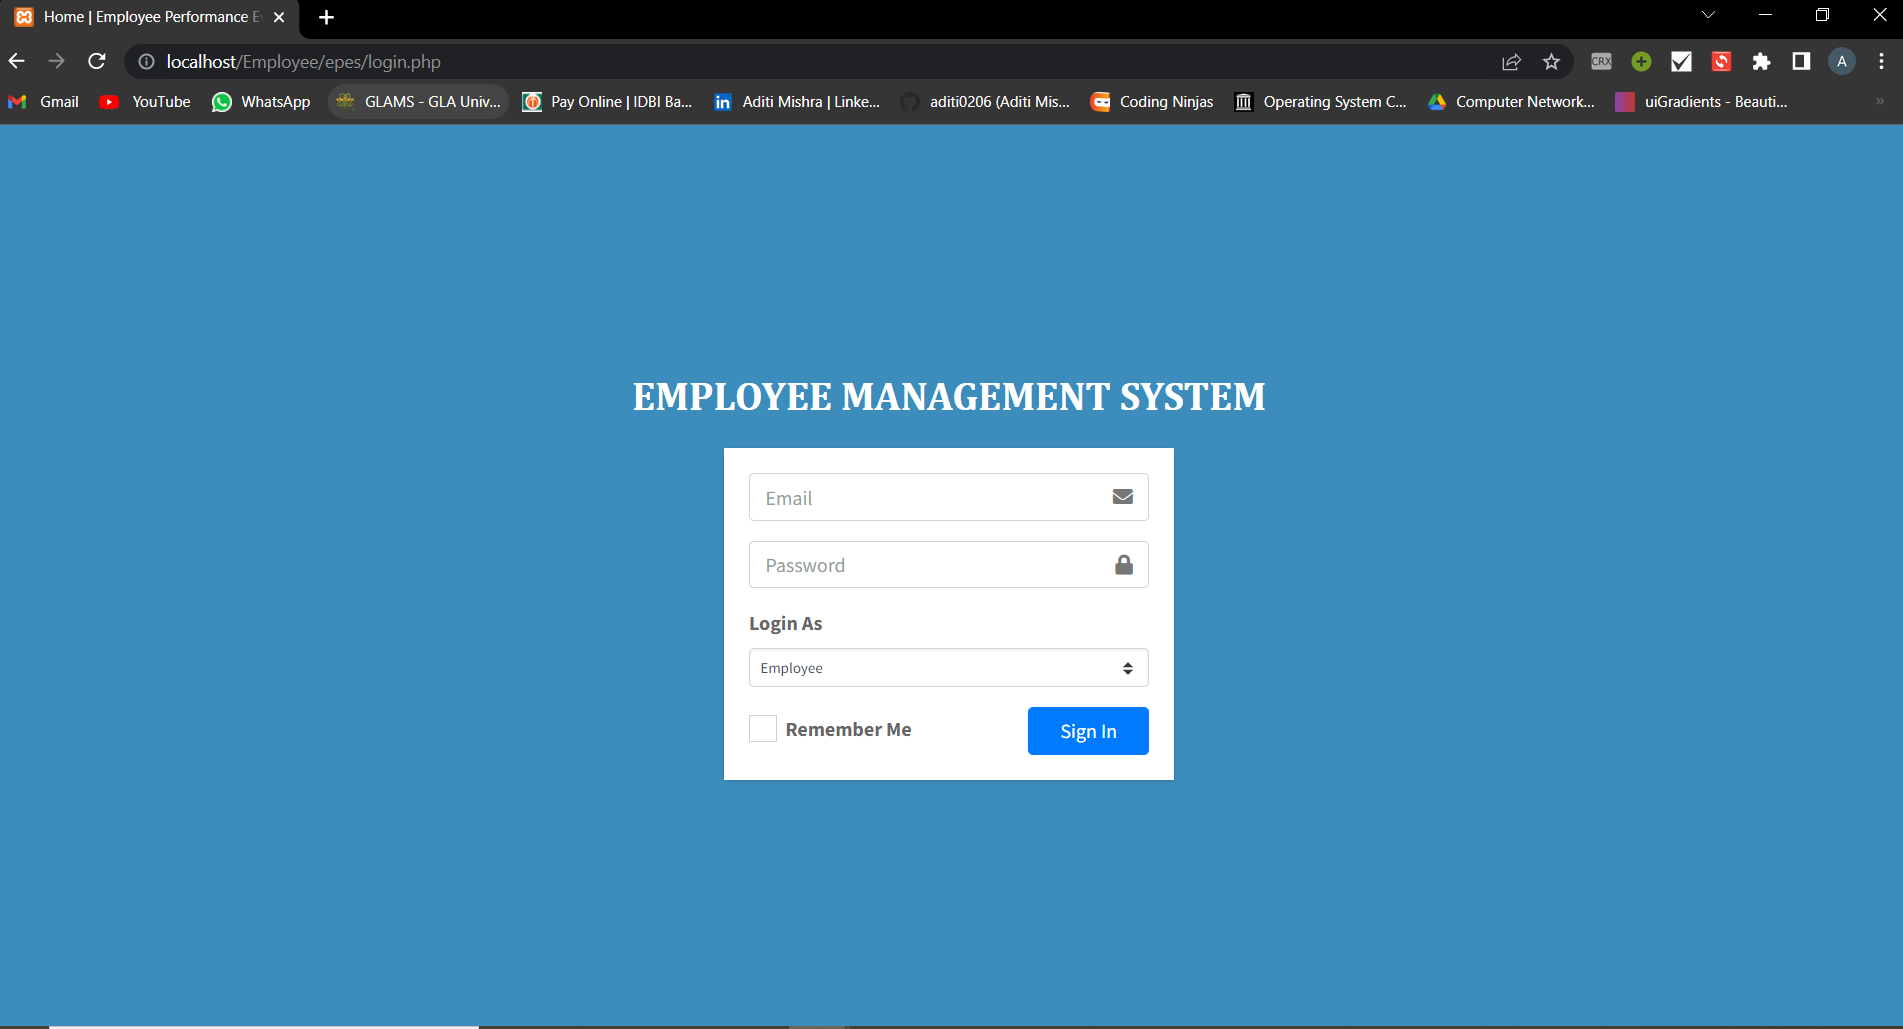 Home | Employee Performance E
localhost/Employee/epes/login.php
CRX
A
Gmail YouTube WhatsApp GLAMS - GLA Univ... Pay Online | IDBI Ba... Aditi Mishra | Linke... aditi0206 (Aditi Mis... Coding Ninjas Operating System C... Computer Network... uiGradients - Beauti... »
EMPLOYEE MANAGEMENT SYSTEM
Email
Password
Login As
Employee
Remember Me
Sign In